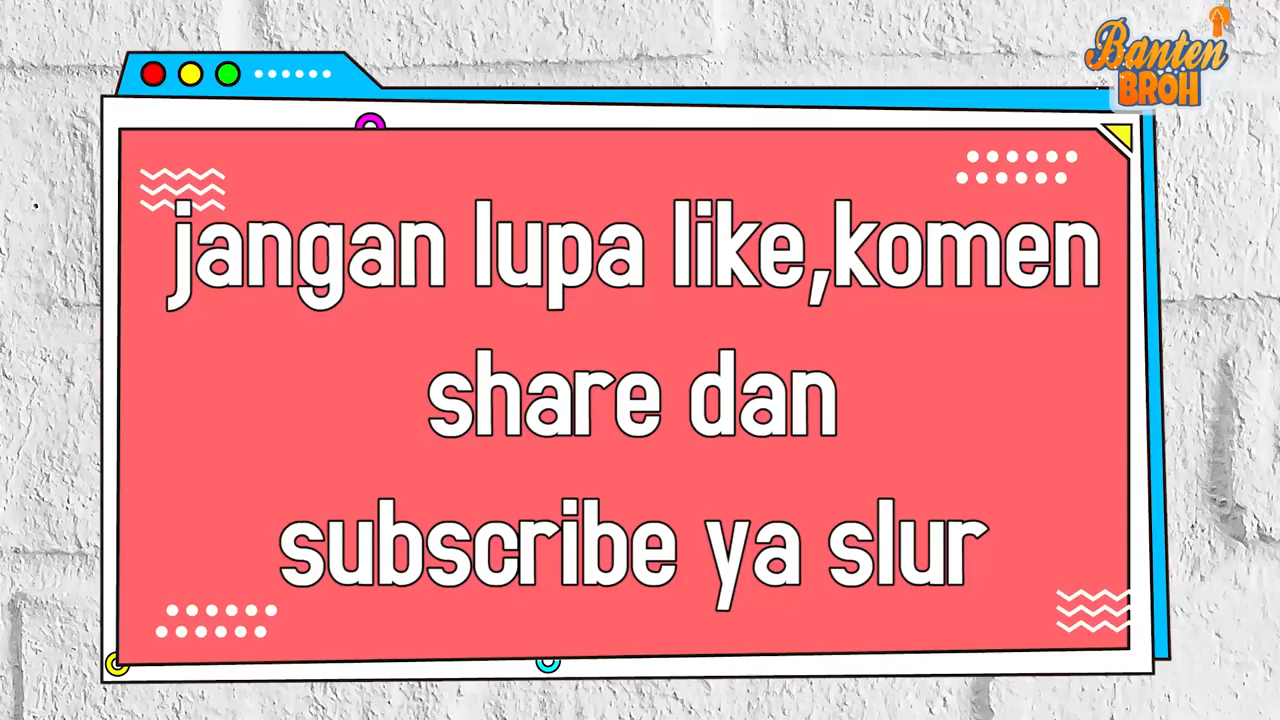 Banten
BROH
jangan lupa like,komen
share dan
subscribe ya slur